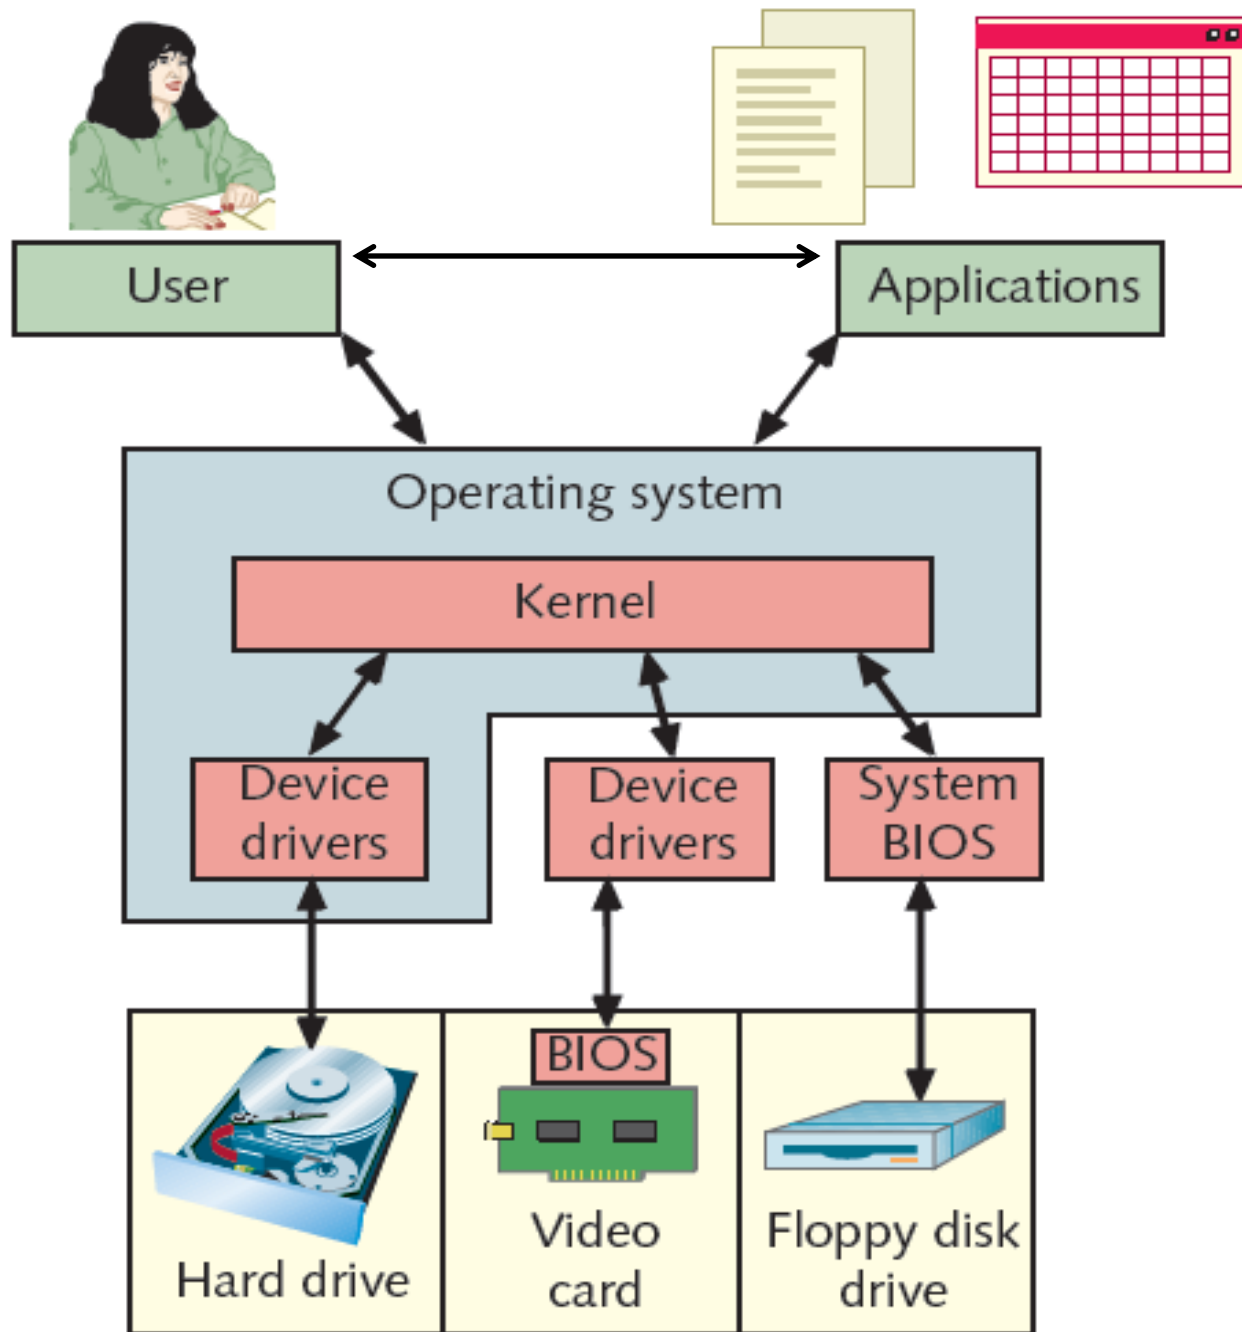 User
Applications
Operating system
Kernel
Device
drivers
Device
drivers
System
BIOS
BIOS
Hard drive
Video
card
Floppy disk
drive